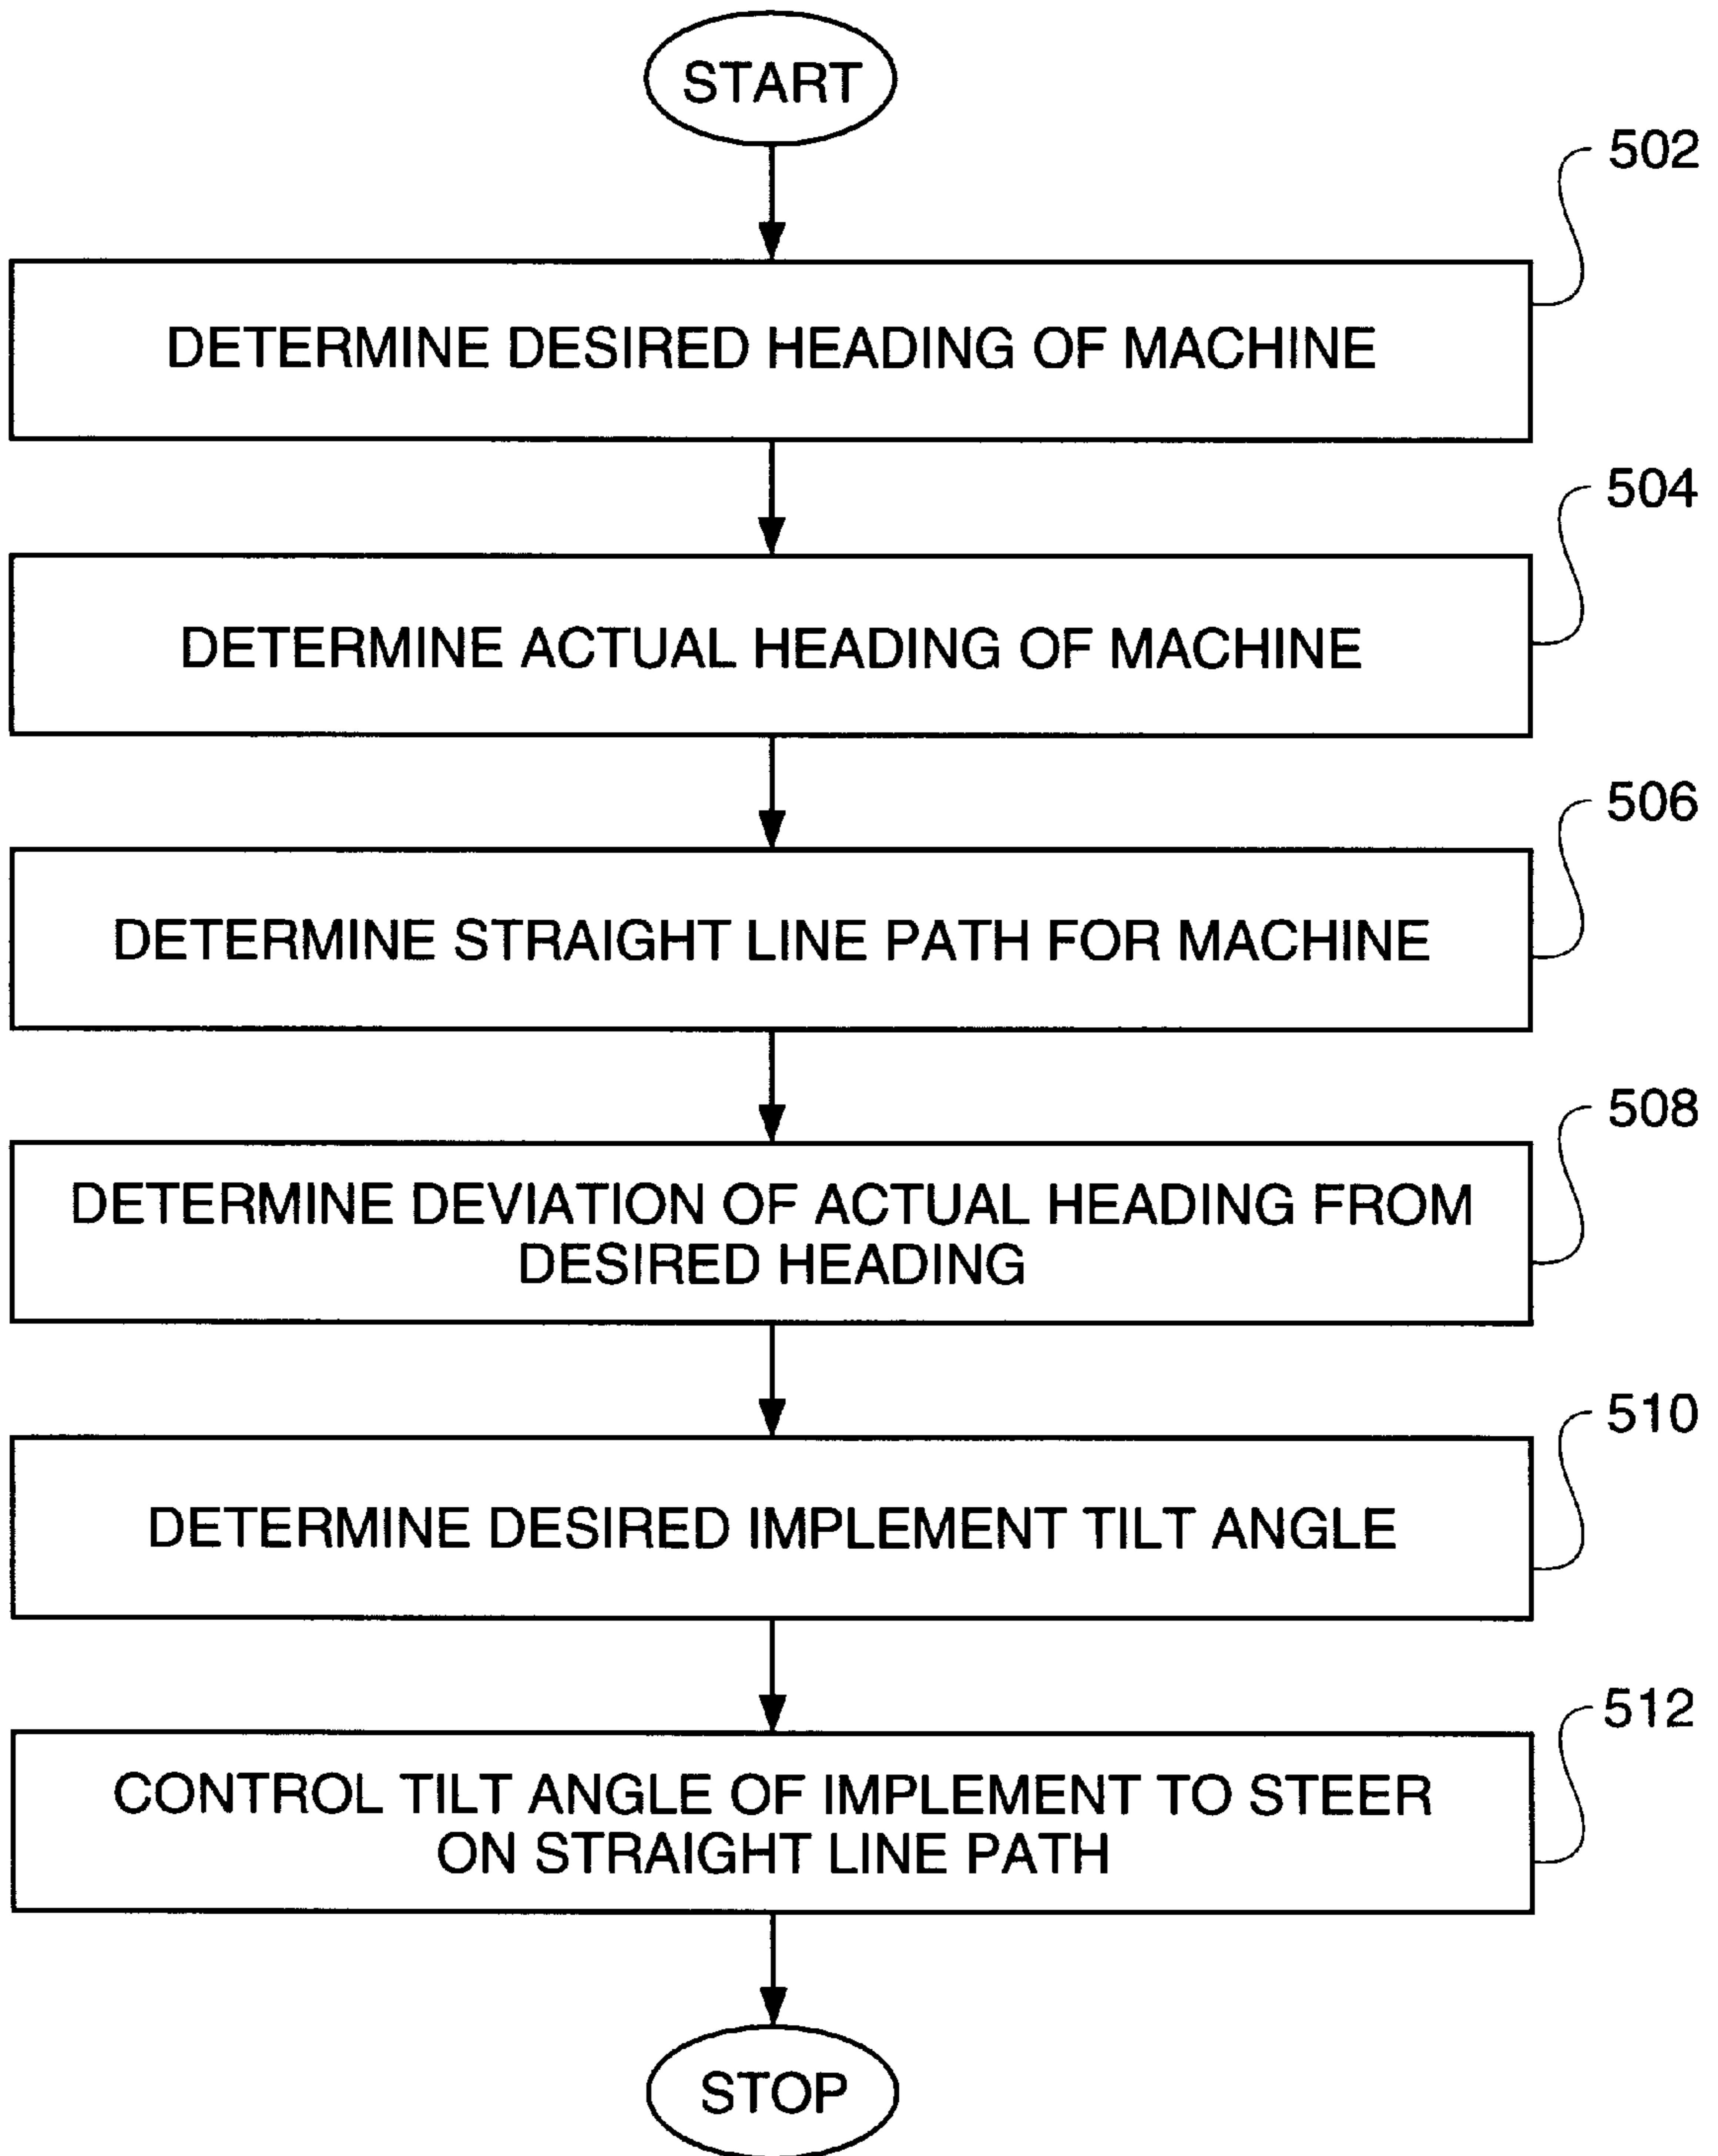 START
502
DETERMINE DESIRED HEADING OF MACHINE
504
DETERMINE ACTUAL HEADING OF MACHINE
506
DETERMINE STRAIGHT LINE PATH FOR MACHINE
508
DETERMINE DEVIATION OF ACTUAL HEADING FROM
DESIRED HEADING
510
DETERMINE DESIRED IMPLEMENT TILT ANGLE
512
CONTROL TILT ANGLE OF IMPLEMENT TO STEER
ON STRAIGHT LINE PATH
STOP